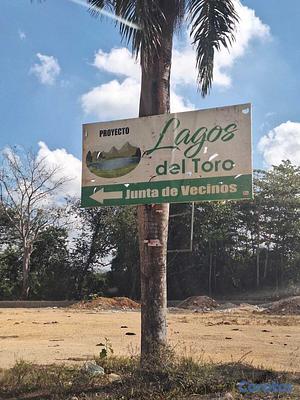 PROYECTO
Lagos
del Toro
Junta de Vecinos